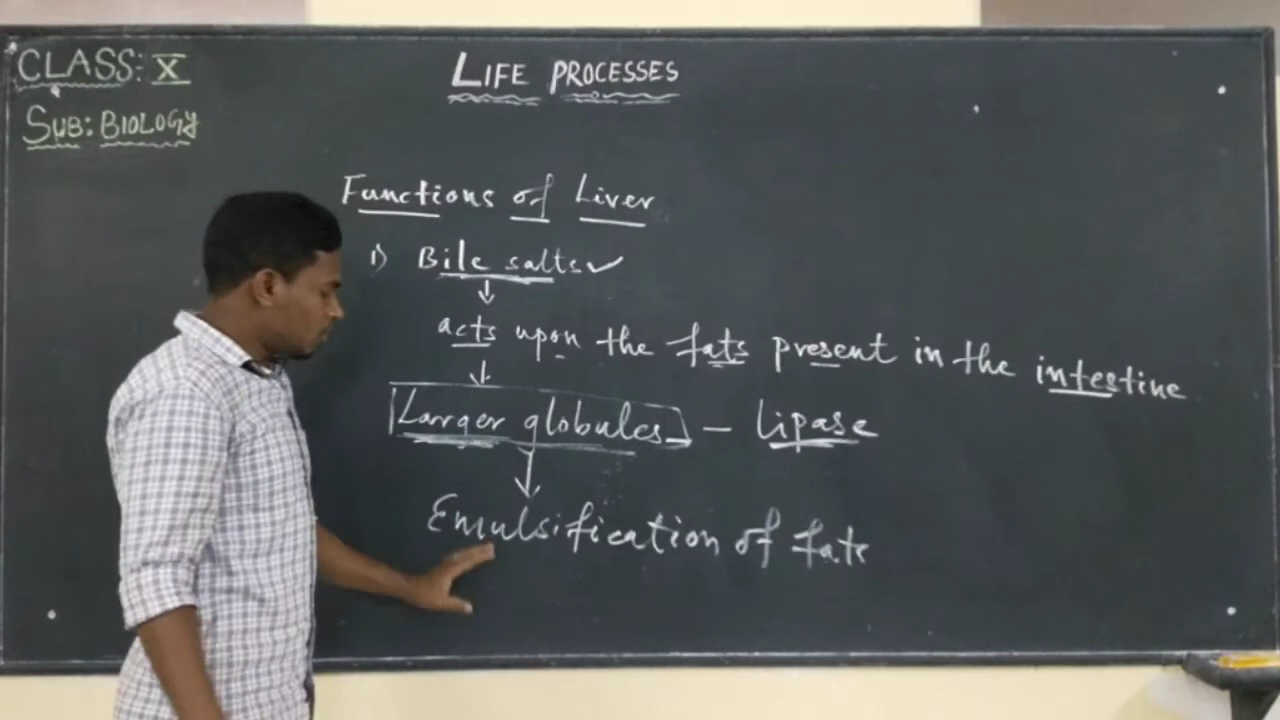 CLASS: X
SUB: BIOLOGY
LIFE PROCESSES
Functions of Liver
1) Bile salts✓
↓
acts upon the fats present in the intestine
↓
Larger globules - Lipase
↓
Emulsification of fats